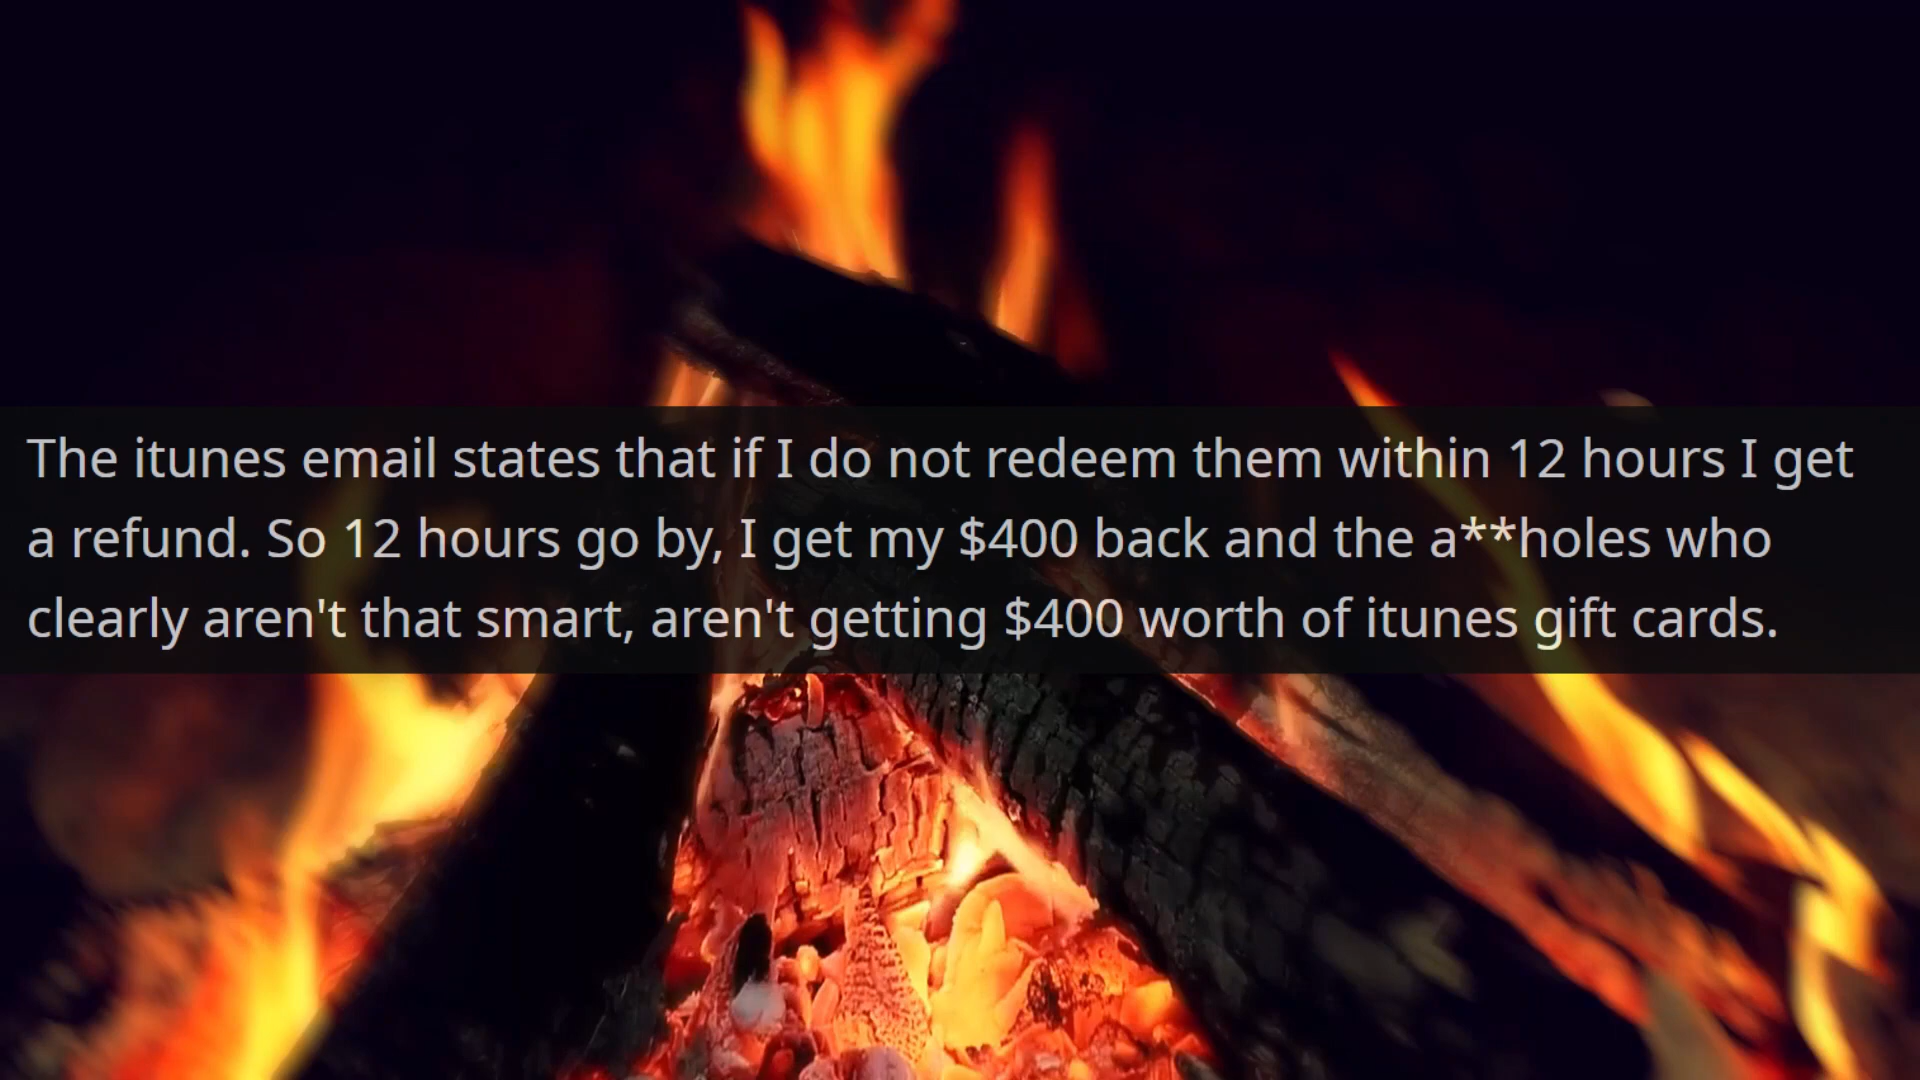 The itunes email states that if I do not redeem them within 12 hours I get
a refund. So 12 hours go by, I get my $400 back and the a**holes who
clearly aren't that smart, aren't getting $400 worth of itunes gift cards.